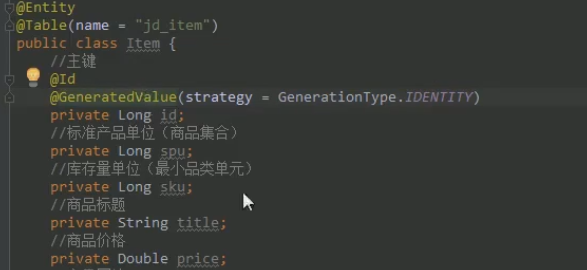 @Entity
@Table(name = "jd_item")
public class Item {
//主键
@Id
@GeneratedValue(strategy = GenerationType.IDENTITY)
private Long id;
//标准产品单位（商品集合）
private Long spu;
//库存量单位（最小品类单元）
private Long sku;
//商品标题
private String title;
//商品价格
private Double price;